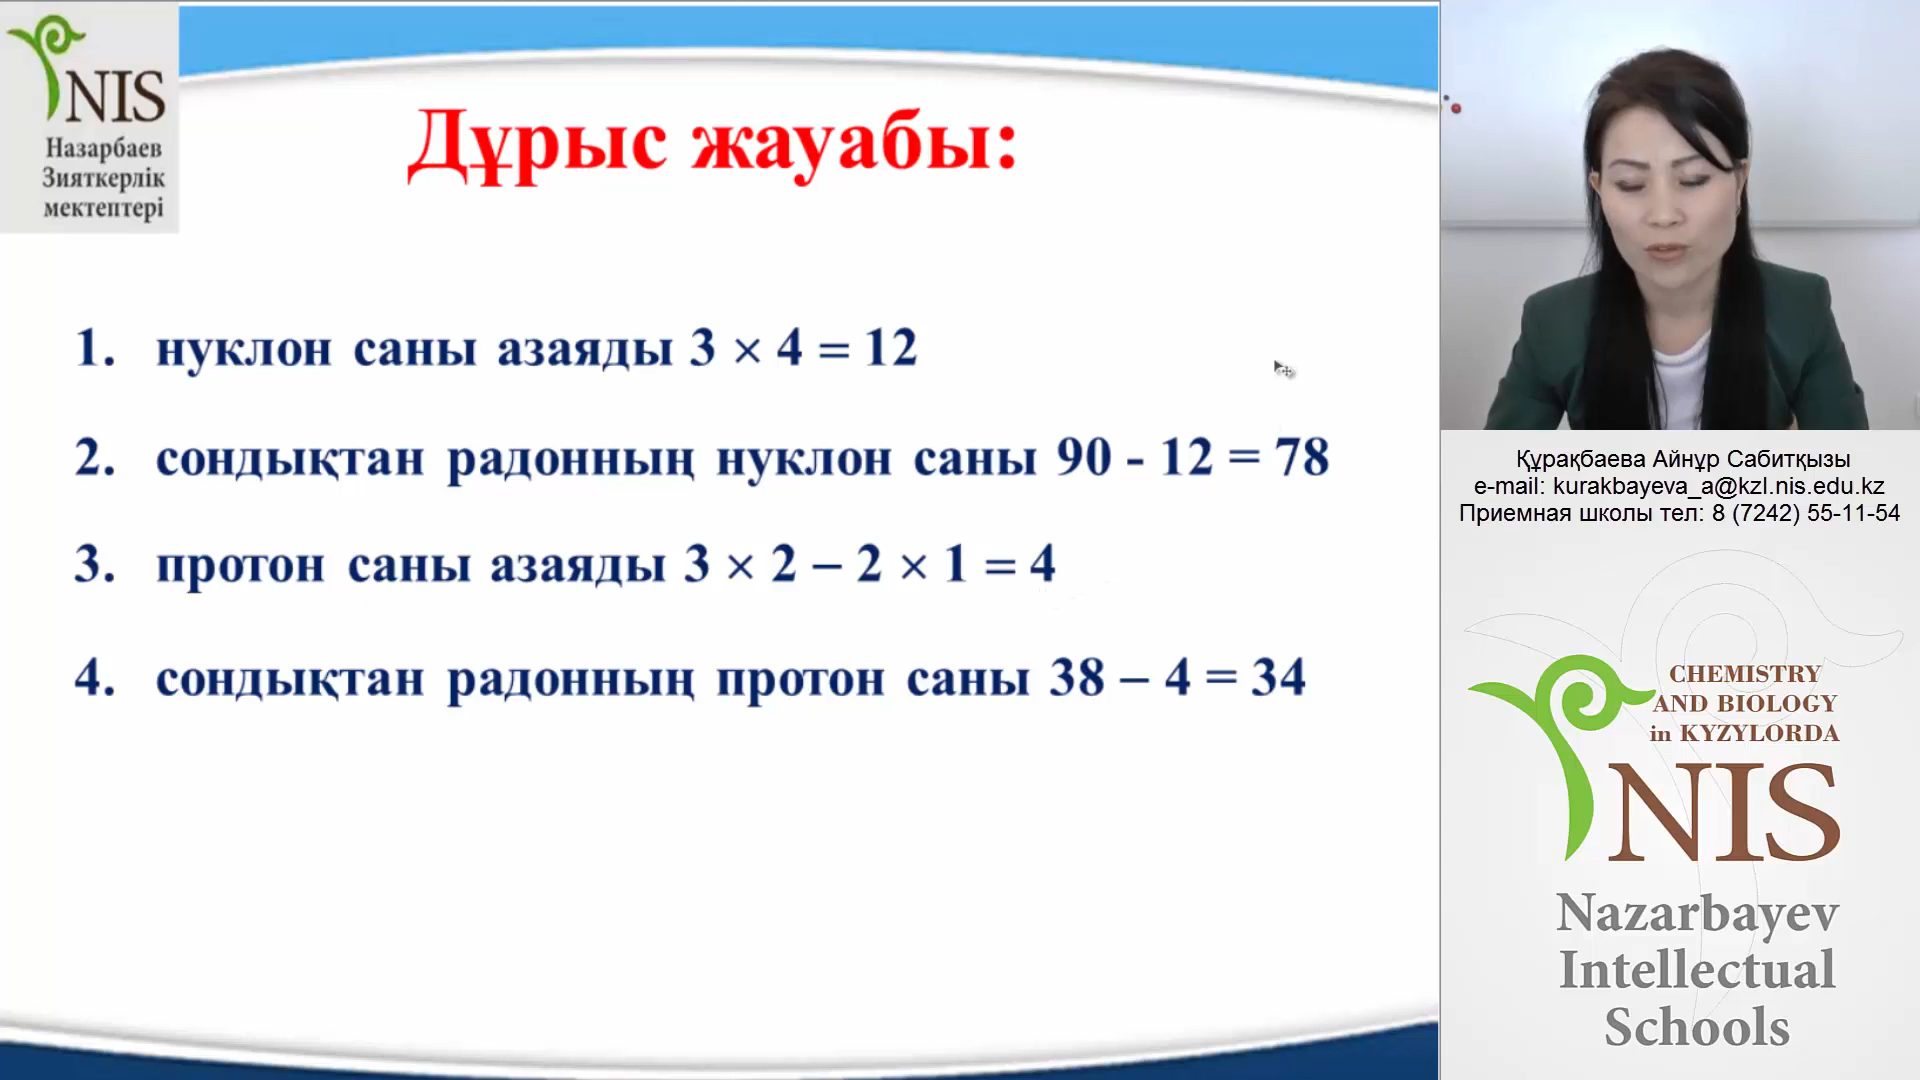 NIS
Назарбаев
Зияткерлік
мектептері
Дұрыс жауабы:
1. нуклон саны азаяды 3 × 4 = 12
2. сондықтан радонның нуклон саны 90 - 12 = 78
3. протон саны азаяды 3 × 2 – 2 × 1 = 4
4. сондықтан радонның протон саны 38 – 4 = 34
Құрақбаева Айнұр Сабитқызы
e-mail: kurakbayeva_a@kzl.nis.edu.kz
Приемная школы тел: 8 (7242) 55-11-54
CHEMISTRY
AND BIOLOGY
in KYZYLORDA
NIS
Nazarbayev
Intellectual
Schools